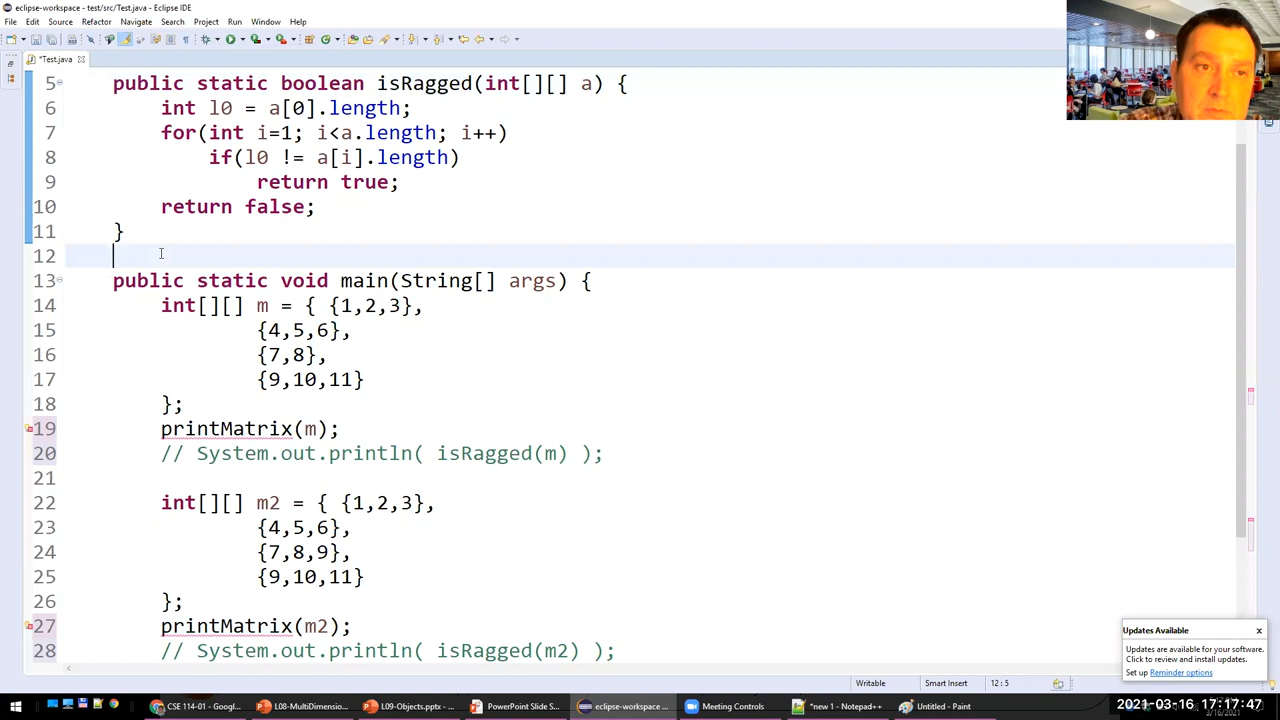 eclipse-workspace - test/src/Test.java - Eclipse IDE
File Edit Source Refactor Navigate Search Project Run Window Help
*Test.java
5 public static boolean isRagged(int[][] a) {
6 int l0 = a[0].length;
7 for(int i=1; i<a.length; i++)
8 if(l0 != a[i].length)
9 return true;
10 return false;
11 }
12
13 public static void main(String[] args) {
14 int[][] m = { {1,2,3},
15 {4,5,6},
16 {7,8},
17 {9,10,11}
18 };
19 printMatrix(m);
20 // System.out.println( isRagged(m) );
21
22 int[][] m2 = { {1,2,3},
23 {4,5,6},
24 {7,8,9},
25 {9,10,11}
26 };
27 printMatrix(m2);
28 // System.out.println( isRagged(m2) );
Updates Available x
Updates are available for your software.
Click to review and install updates.
Set up Reminder options
Writable Smart Insert 12:5
CSE 114-01 - Googl... L08-MultiDimensio... L09-Objects.pptx - ... PowerPoint Slide S... eclipse-workspace ... Meeting Controls *new 1 - Notepad++ Untitled - Paint
2021-03-16 17:17:47
3/16/2021